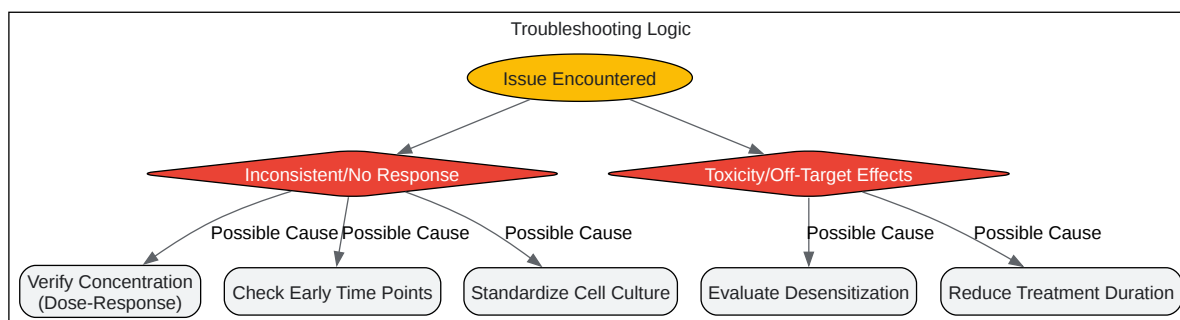 Troubleshooting Logic
Issue Encountered
Inconsistent/No Response
Toxicity/Off-Target Effects
Possible Cause
Possible Cause
Possible Cause
Possible Cause
Possible Cause
Verify Concentration
(Dose-Response)
Check Early Time Points
Standardize Cell Culture
Evaluate Desensitization
Reduce Treatment Duration